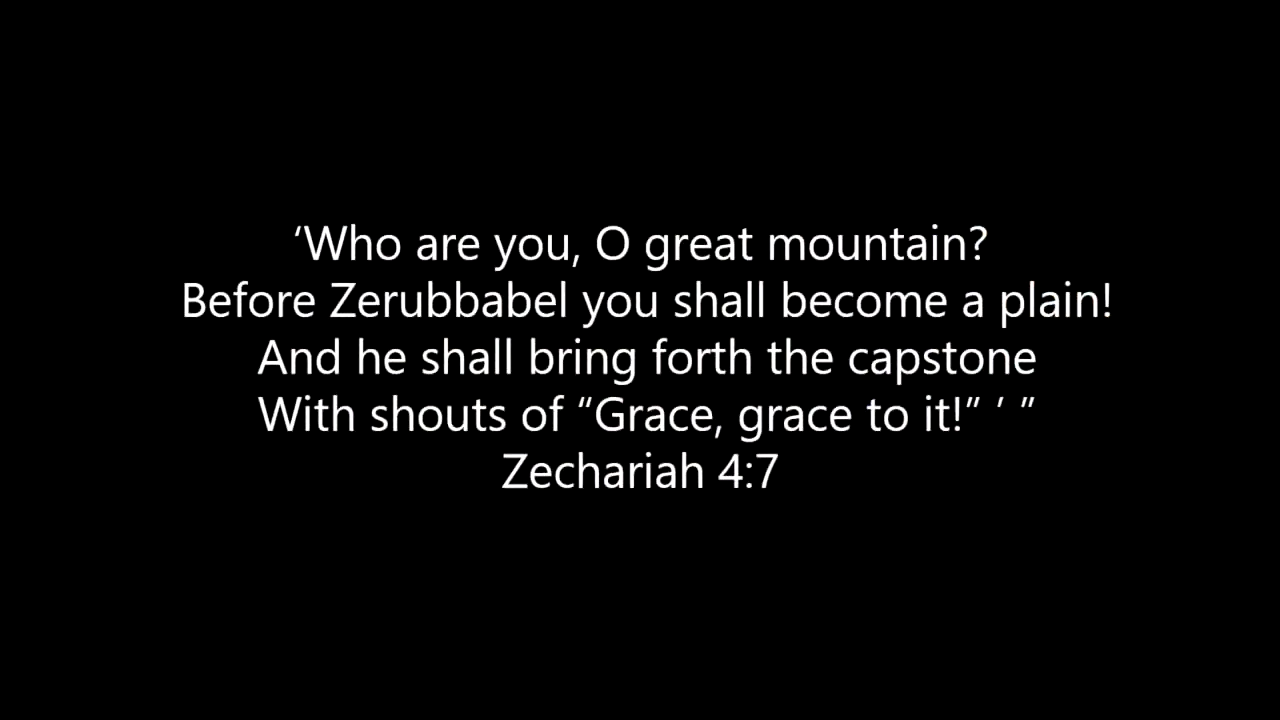 ‘Who are you, O great mountain?
Before Zerubbabel you shall become a plain!
And he shall bring forth the capstone
With shouts of “Grace, grace to it!” ’ ”
Zechariah 4:7